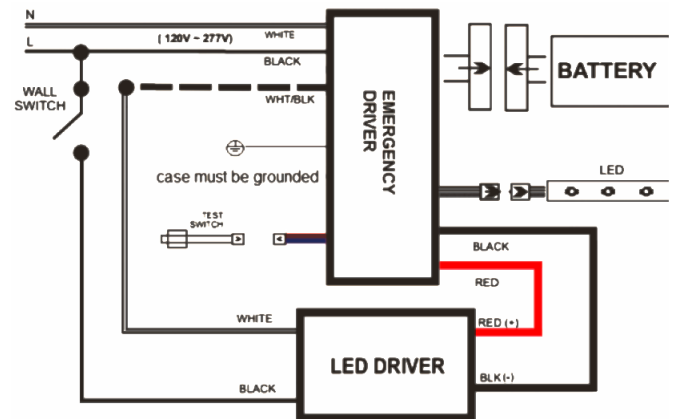 N
L
( 120V ~ 277V)
WHITE
BLACK
WALL
SWITCH
WHT/BLK
EMERGENCY
DRIVER
BATTERY
case must be grounded
LED
TEST
SWITCH
BLACK
RED
WHITE
RED (+)
LED DRIVER
BLACK
BLK(-)